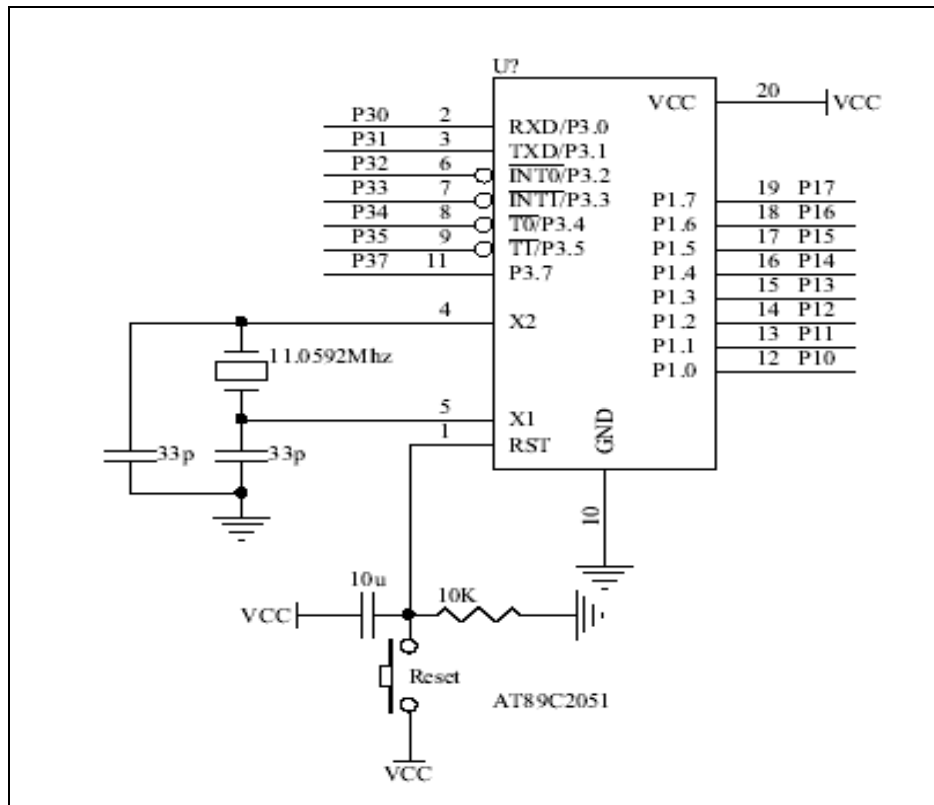 U?
VCC 20 VCC
P30 2 RXD/P3.0
P31 3 TXD/P3.1
P32 6 INT0/P3.2
P33 7 INT1/P3.3
P34 8 T0/P3.4
P35 9 T1/P3.5
P37 11 P3.7
P1.7 19 P17
P1.6 18 P16
P1.5 17 P15
P1.4 16 P14
P1.3 15 P13
P1.2 14 P12
P1.1 13 P11
P1.0 12 P10
4 X2
11.0592Mhz
5 X1
1 RST
GND
33p 33p
10
10u
VCC
10K
Reset
AT89C2051
VCC